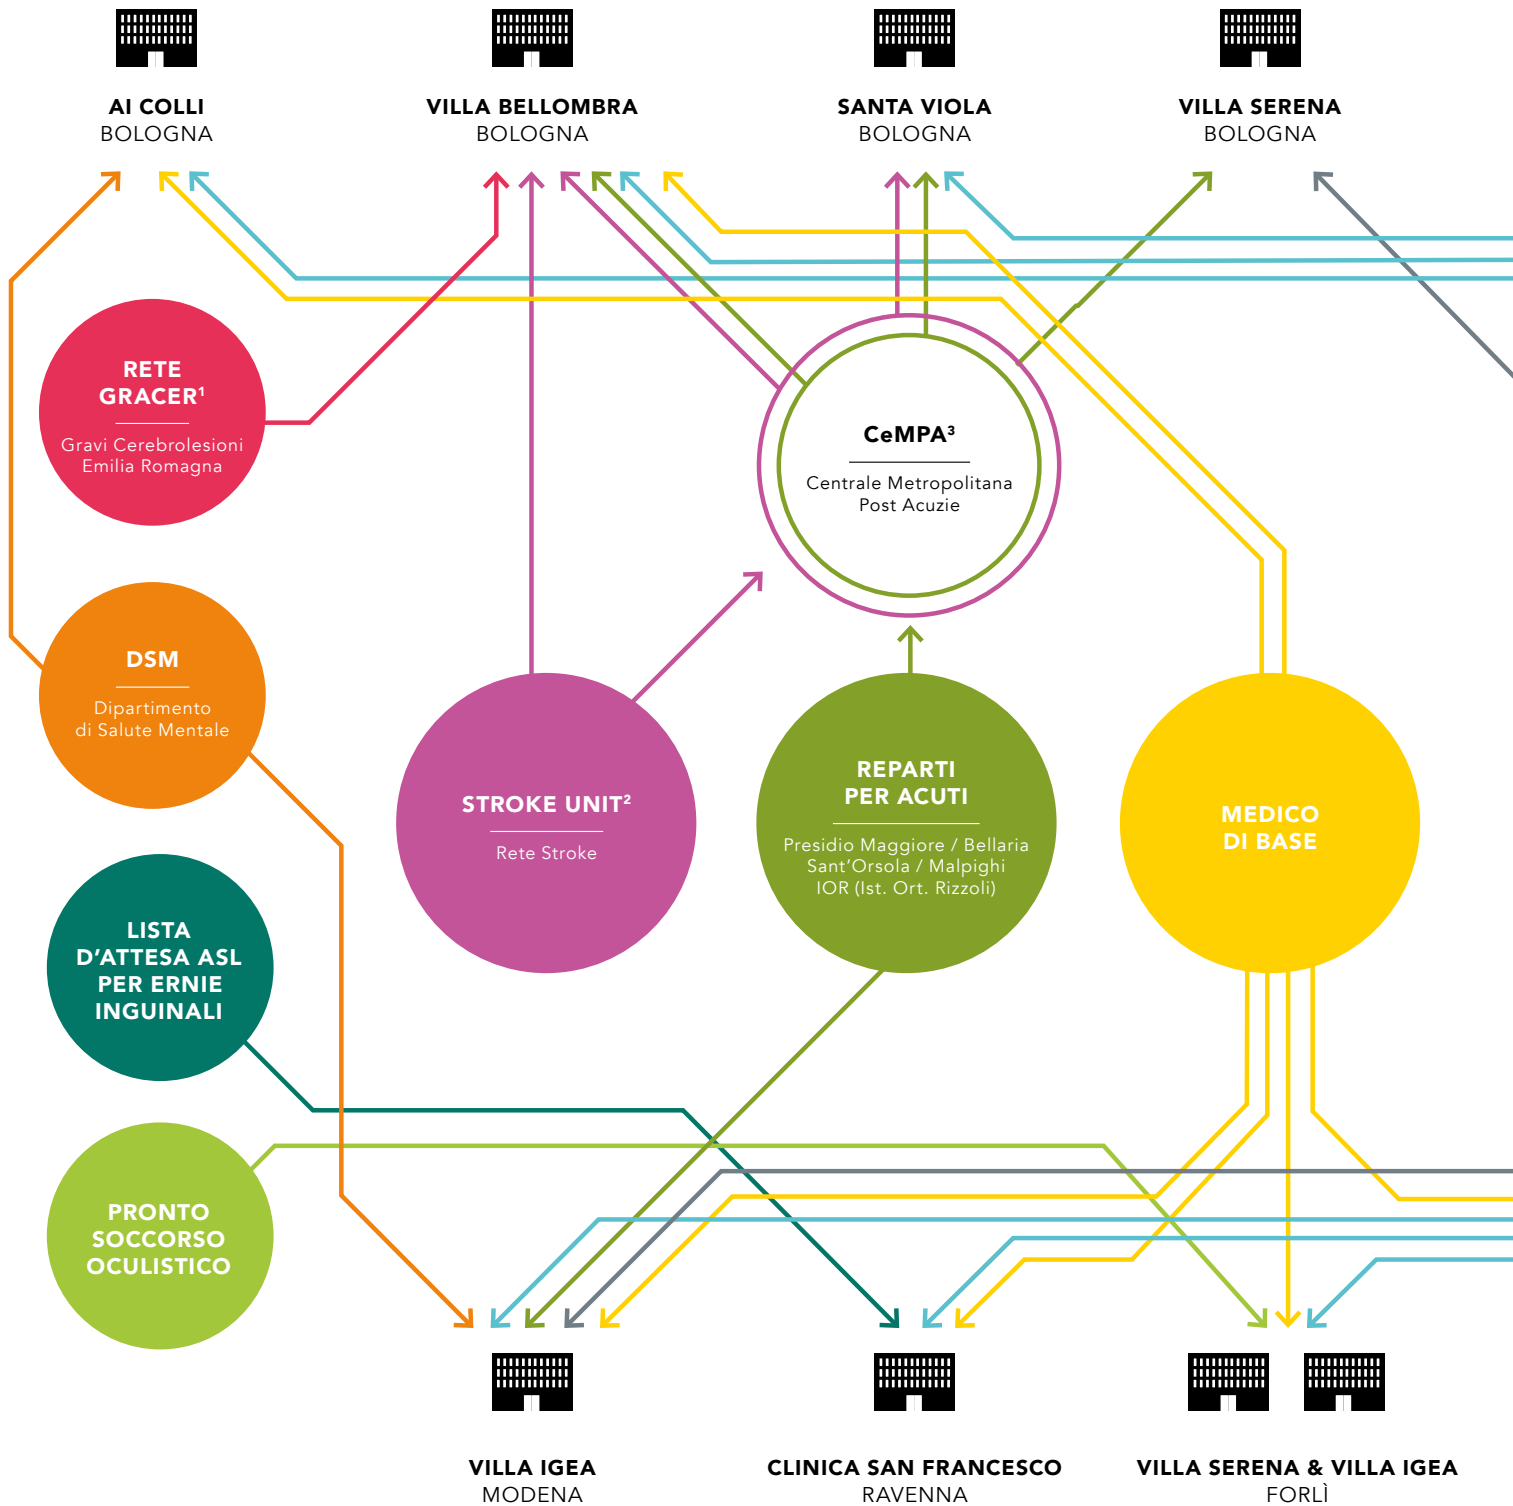 AI COLLI
BOLOGNA
VILLA BELLOMBRA
BOLOGNA
SANTA VIOLA
BOLOGNA
VILLA SERENA
BOLOGNA
RETE
GRACER¹
Gravi Cerebrolesioni
Emilia Romagna
CeMPA³
Centrale Metropolitana
Post Acuzie
DSM
Dipartimento
di Salute Mentale
STROKE UNIT²
Rete Stroke
REPARTI
PER ACUTI
Presidio Maggiore / Bellaria
Sant'Orsola / Malpighi
IOR (Ist. Ort. Rizzoli)
MEDICO
DI BASE
LISTA
D'ATTESA ASL
PER ERNIE
INGUINALI
PRONTO
SOCCORSO
OCULISTICO
VILLA IGEA
MODENA
CLINICA SAN FRANCESCO
RAVENNA
VILLA SERENA & VILLA IGEA
FORLÌ